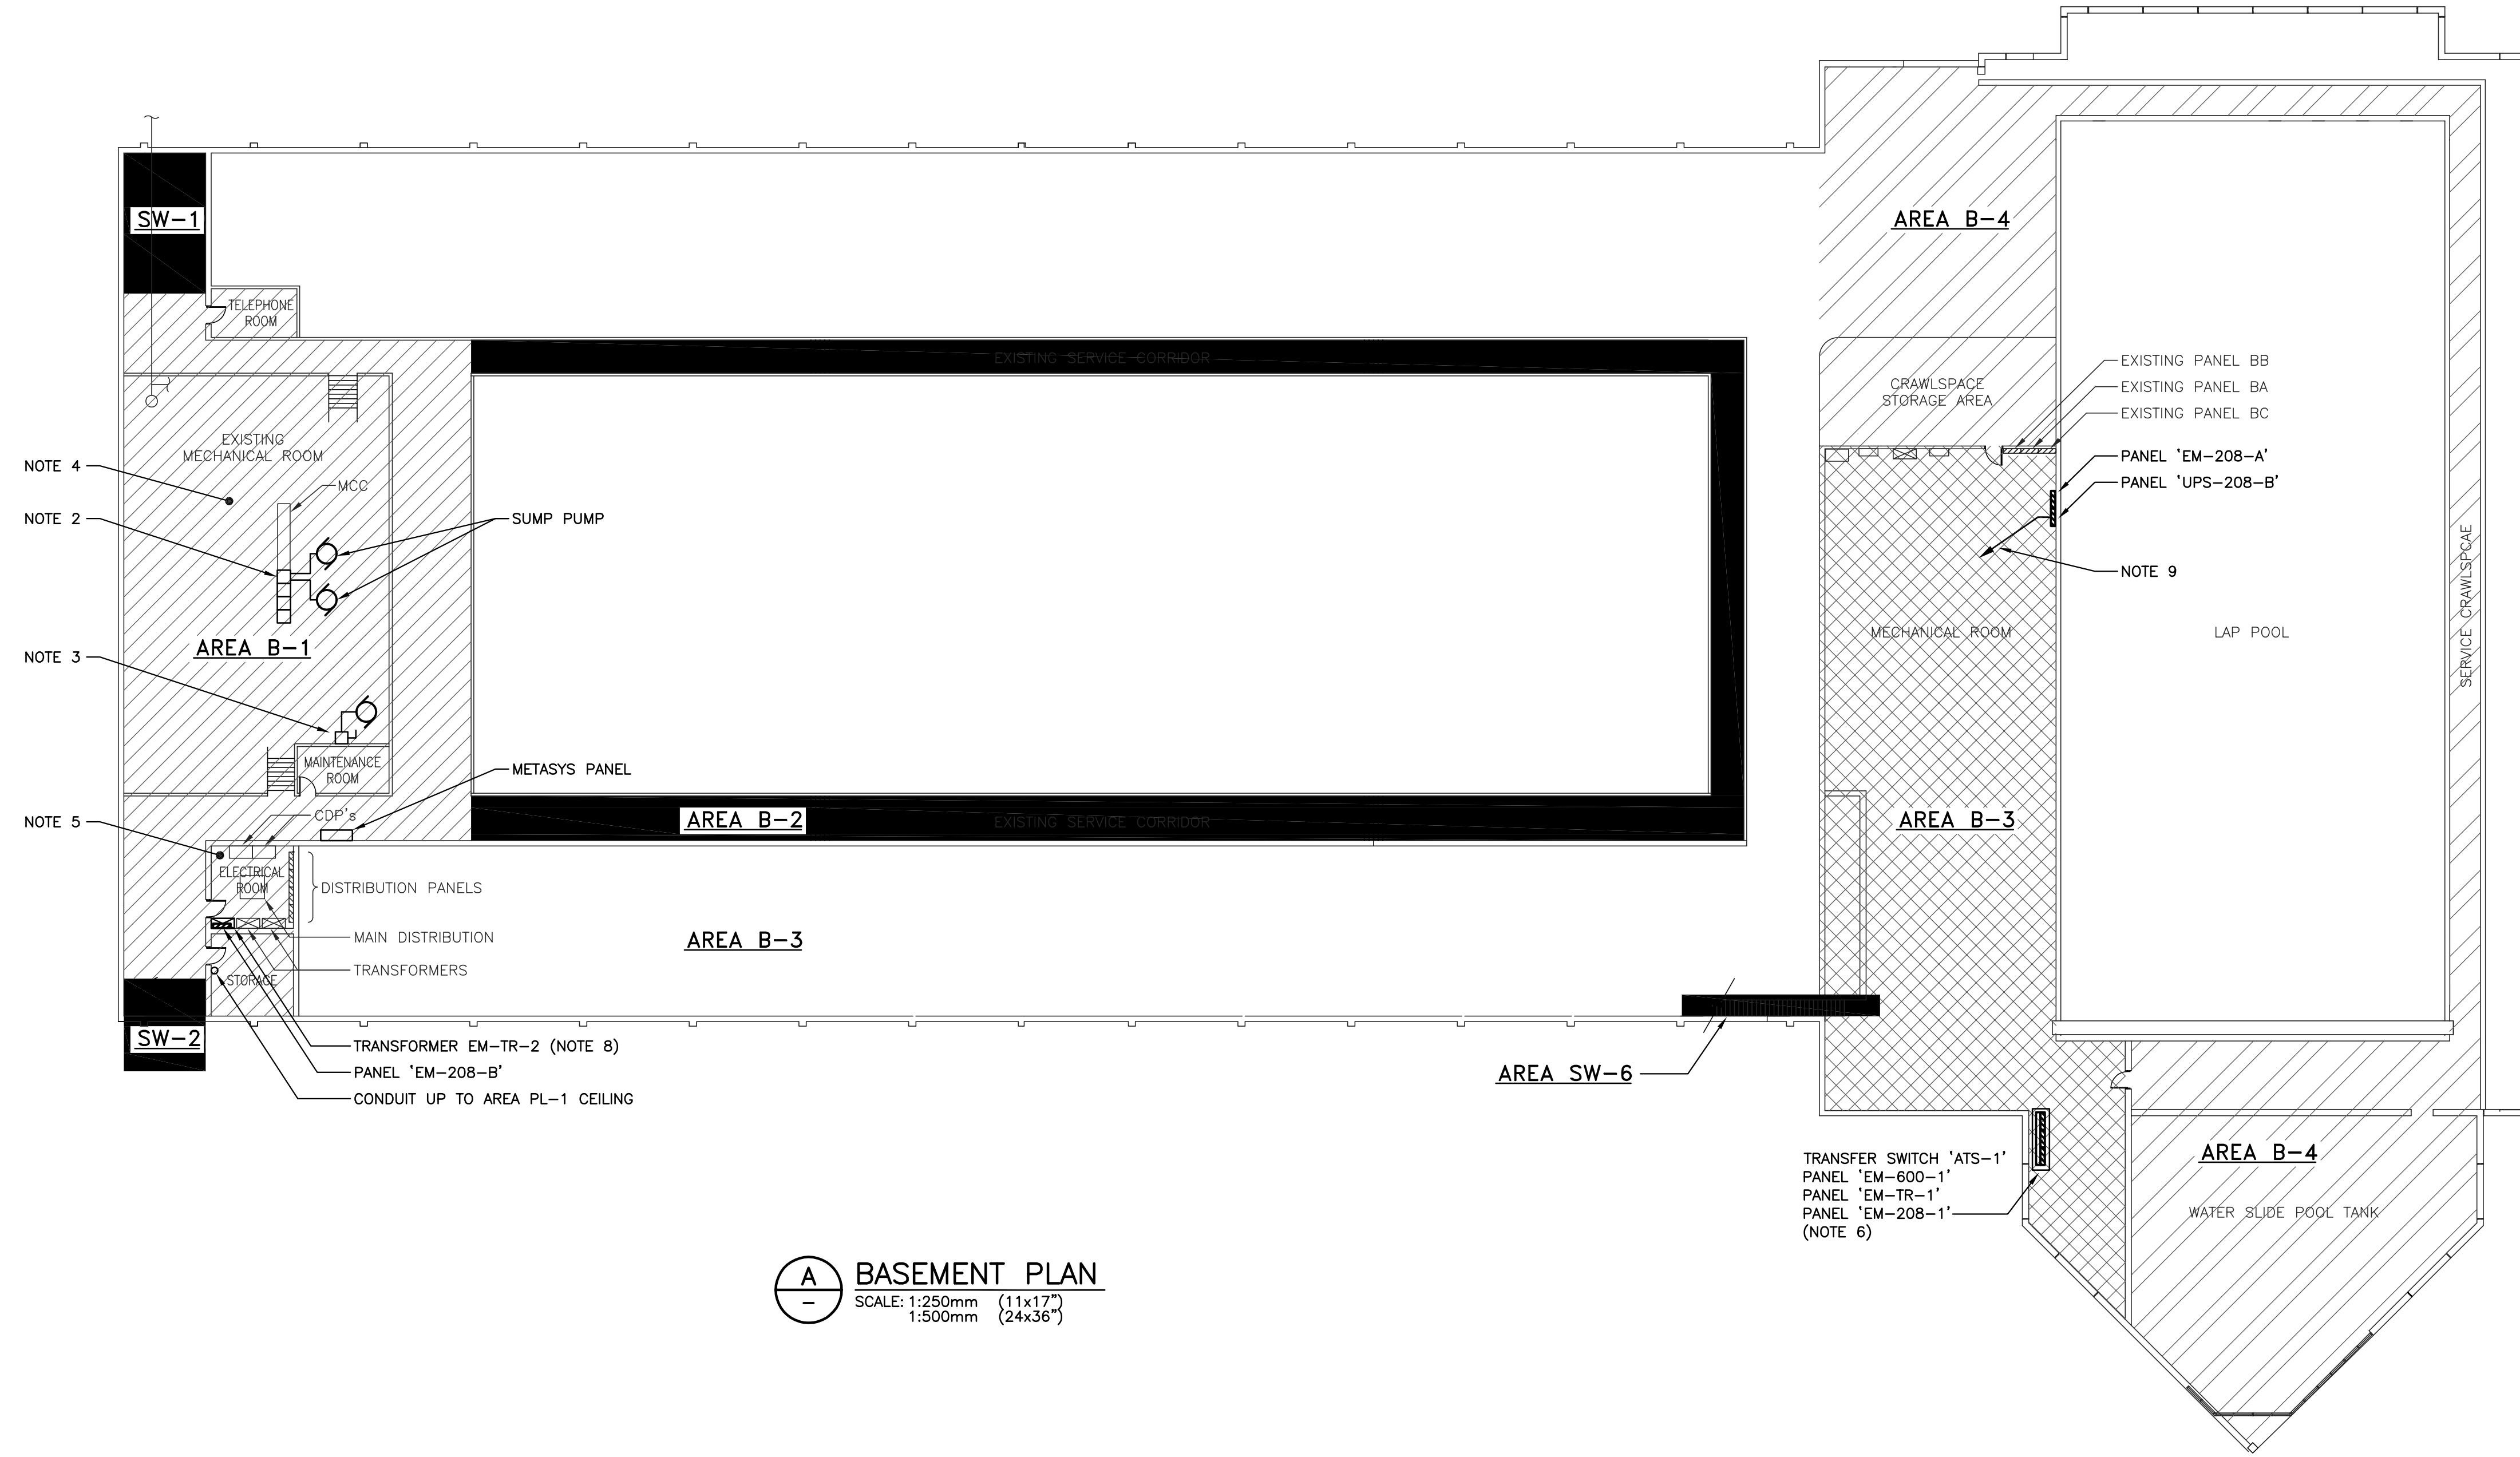 SW-1
AREA B-4
TELEPHONE
ROOM
EXISTING SERVICE CORRIDOR
EXISTING PANEL BB
EXISTING PANEL BA
EXISTING PANEL BC
CRAWLSPACE
STORAGE AREA
EXISTING
MECHANICAL ROOM
NOTE 4
MCC
PANEL 'EM-208-A'
PANEL 'UPS-208-B'
NOTE 2
SUMP PUMP
NOTE 9
SERVICE CRAWLSPCAE
MECHANICAL ROOM
LAP POOL
AREA B-1
NOTE 3
MAINTENANCE
ROOM
METASYS PANEL
CDP's
NOTE 5
AREA B-2
EXISTING SERVICE CORRIDOR
AREA B-3
ELECTRICAL
ROOM
DISTRIBUTION PANELS
MAIN DISTRIBUTION
AREA B-3
TRANSFORMERS
STORAGE
SW-2
TRANSFORMER EM-TR-2 (NOTE 8)
PANEL 'EM-208-B'
CONDUIT UP TO AREA PL-1 CEILING
AREA SW-6
TRANSFER SWITCH 'ATS-1'
PANEL 'EM-600-1'
PANEL 'EM-TR-1'
PANEL 'EM-208-1'
(NOTE 6)
AREA B-4
WATER SLIDE POOL TANK
A
-
BASEMENT PLAN
SCALE: 1:250mm (11x17")
1:500mm (24x36")